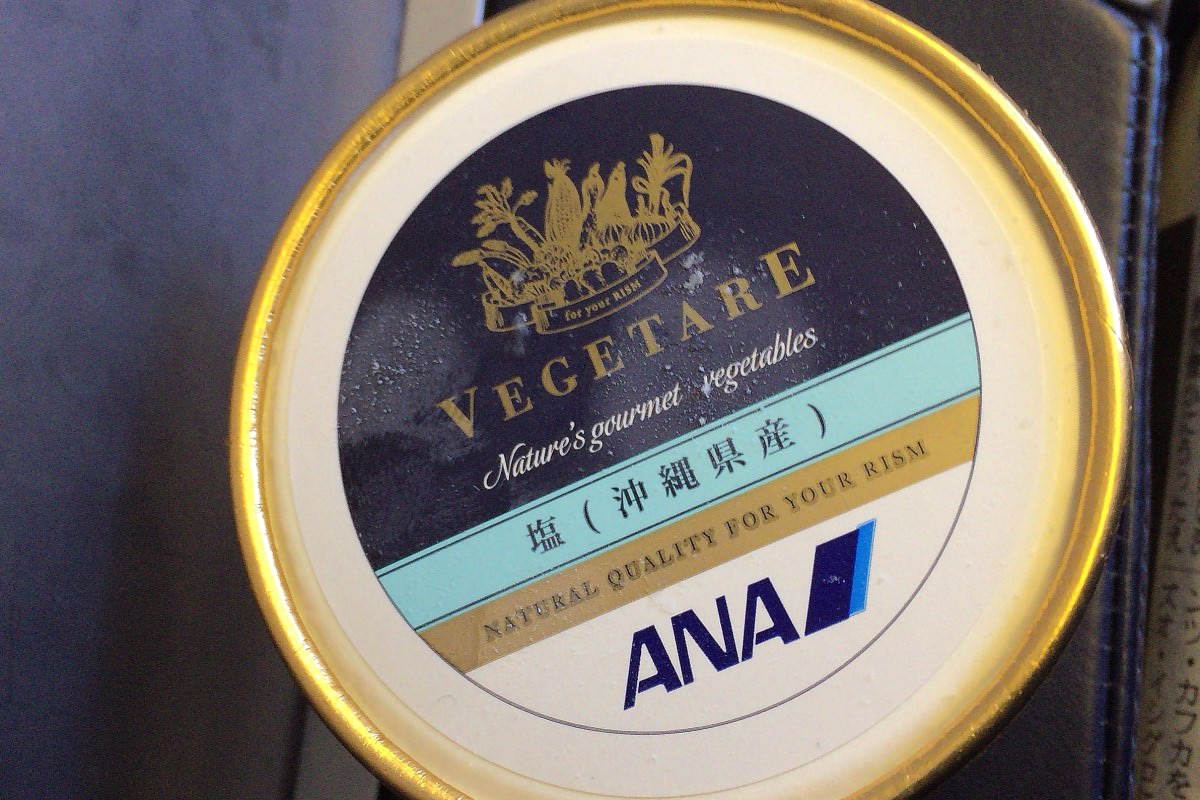 for your RISM
VEGETARE
Nature's gourmet vegetables
塩(沖縄県産)
NATURAL QUALITY FOR YOUR RISM
ANA